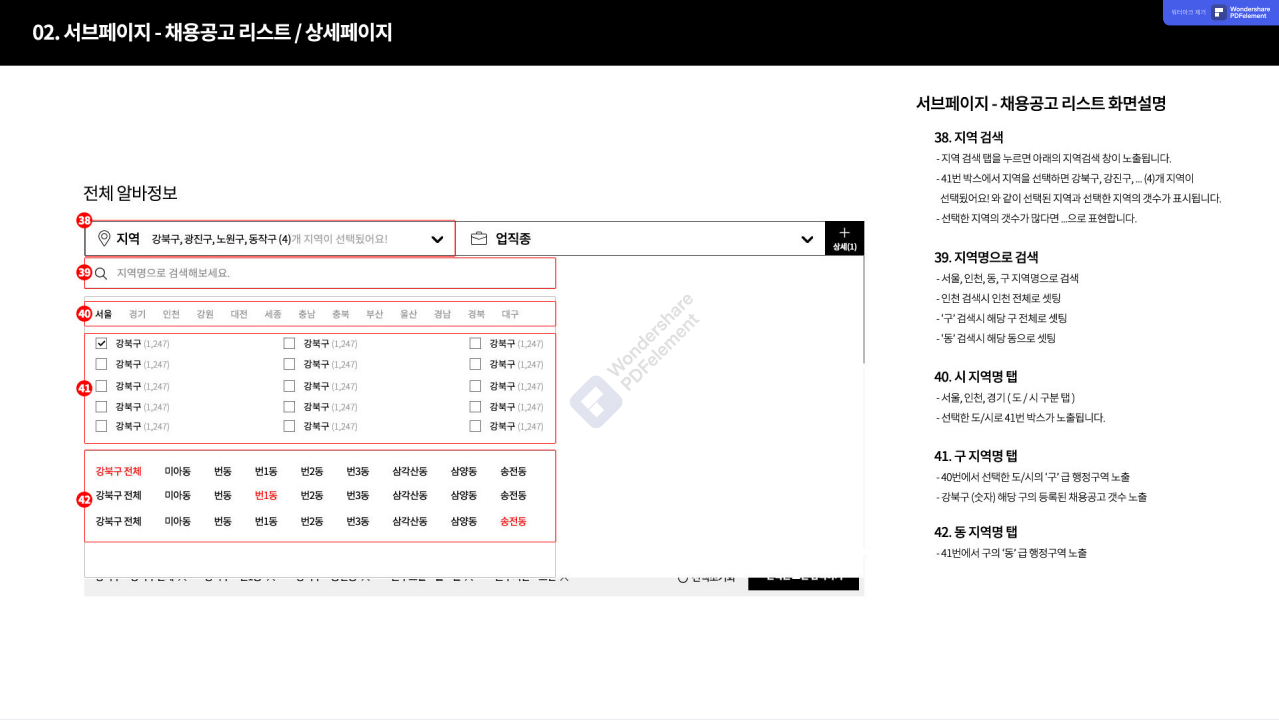 02. 서브페이지 - 채용공고 리스트 / 상세페이지
워터마크 제거
Wondershare
PDFelement
전체 알바정보
38
지역 강북구, 광진구, 노원구, 동작구 (4)개 지역이 선택됬어요!
업직종
상세(1)
39
지역명으로 검색해보세요.
40
서울 경기 인천 강원 대전 세종 충남 충북 부산 울산 경남 경북 대구
41
강북구 (1,247) 강북구 (1,247) 강북구 (1,247)
강북구 (1,247) 강북구 (1,247) 강북구 (1,247)
강북구 (1,247) 강북구 (1,247) 강북구 (1,247)
강북구 (1,247) 강북구 (1,247) 강북구 (1,247)
강북구 (1,247) 강북구 (1,247) 강북구 (1,247)
42
강북구 전체 미아동 번동 번1동 번2동 번3동 삼각산동 삼양동 송전동
강북구 전체 미아동 번동 번1동 번2동 번3동 삼각산동 삼양동 송전동
강북구 전체 미아동 번동 번1동 번2동 번3동 삼각산동 삼양동 송전동
Wondershare
PDFelement
서브페이지 - 채용공고 리스트 화면설명
38. 지역 검색
- 지역 검색 탭을 누르면 아래의 지역검색 창이 노출됩니다.
- 41번 박스에서 지역을 선택하면 강북구, 강진구, ... (4)개 지역이
선택됬어요! 와 같이 선택된 지역과 선택한 지역의 갯수가 표시됩니다.
- 선택한 지역의 갯수가 많다면 ...으로 표현합니다.
39. 지역명으로 검색
- 서울, 인천, 동, 구 지역명으로 검색
- 인천 검색시 인천 전체로 셋팅
- ‘구’ 검색시 해당 구 전체로 셋팅
- ‘동’ 검색시 해당 동으로 셋팅
40. 시 지역명 탭
- 서울, 인천, 경기 ( 도 / 시 구분 탭 )
- 선택한 도/시로 41번 박스가 노출됩니다.
41. 구 지역명 탭
- 40번에서 선택한 도/시의 ‘구’ 급 행정구역 노출
- 강북구 (숫자) 해당 구의 등록된 채용공고 갯수 노출
42. 동 지역명 탭
- 41번에서 구의 ‘동’ 급 행정구역 노출